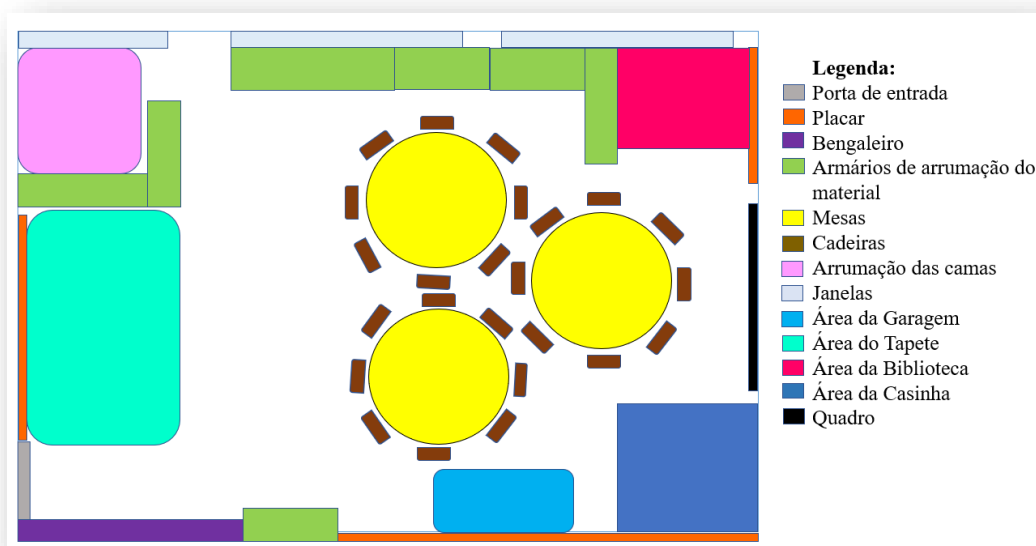 Legenda:
Porta de entrada
Placar
Bengaleiro
Armários de arrumação do
material
Mesas
Cadeiras
Arrumação das camas
Janelas
Área da Garagem
Área do Tapete
Área da Biblioteca
Área da Casinha
Quadro